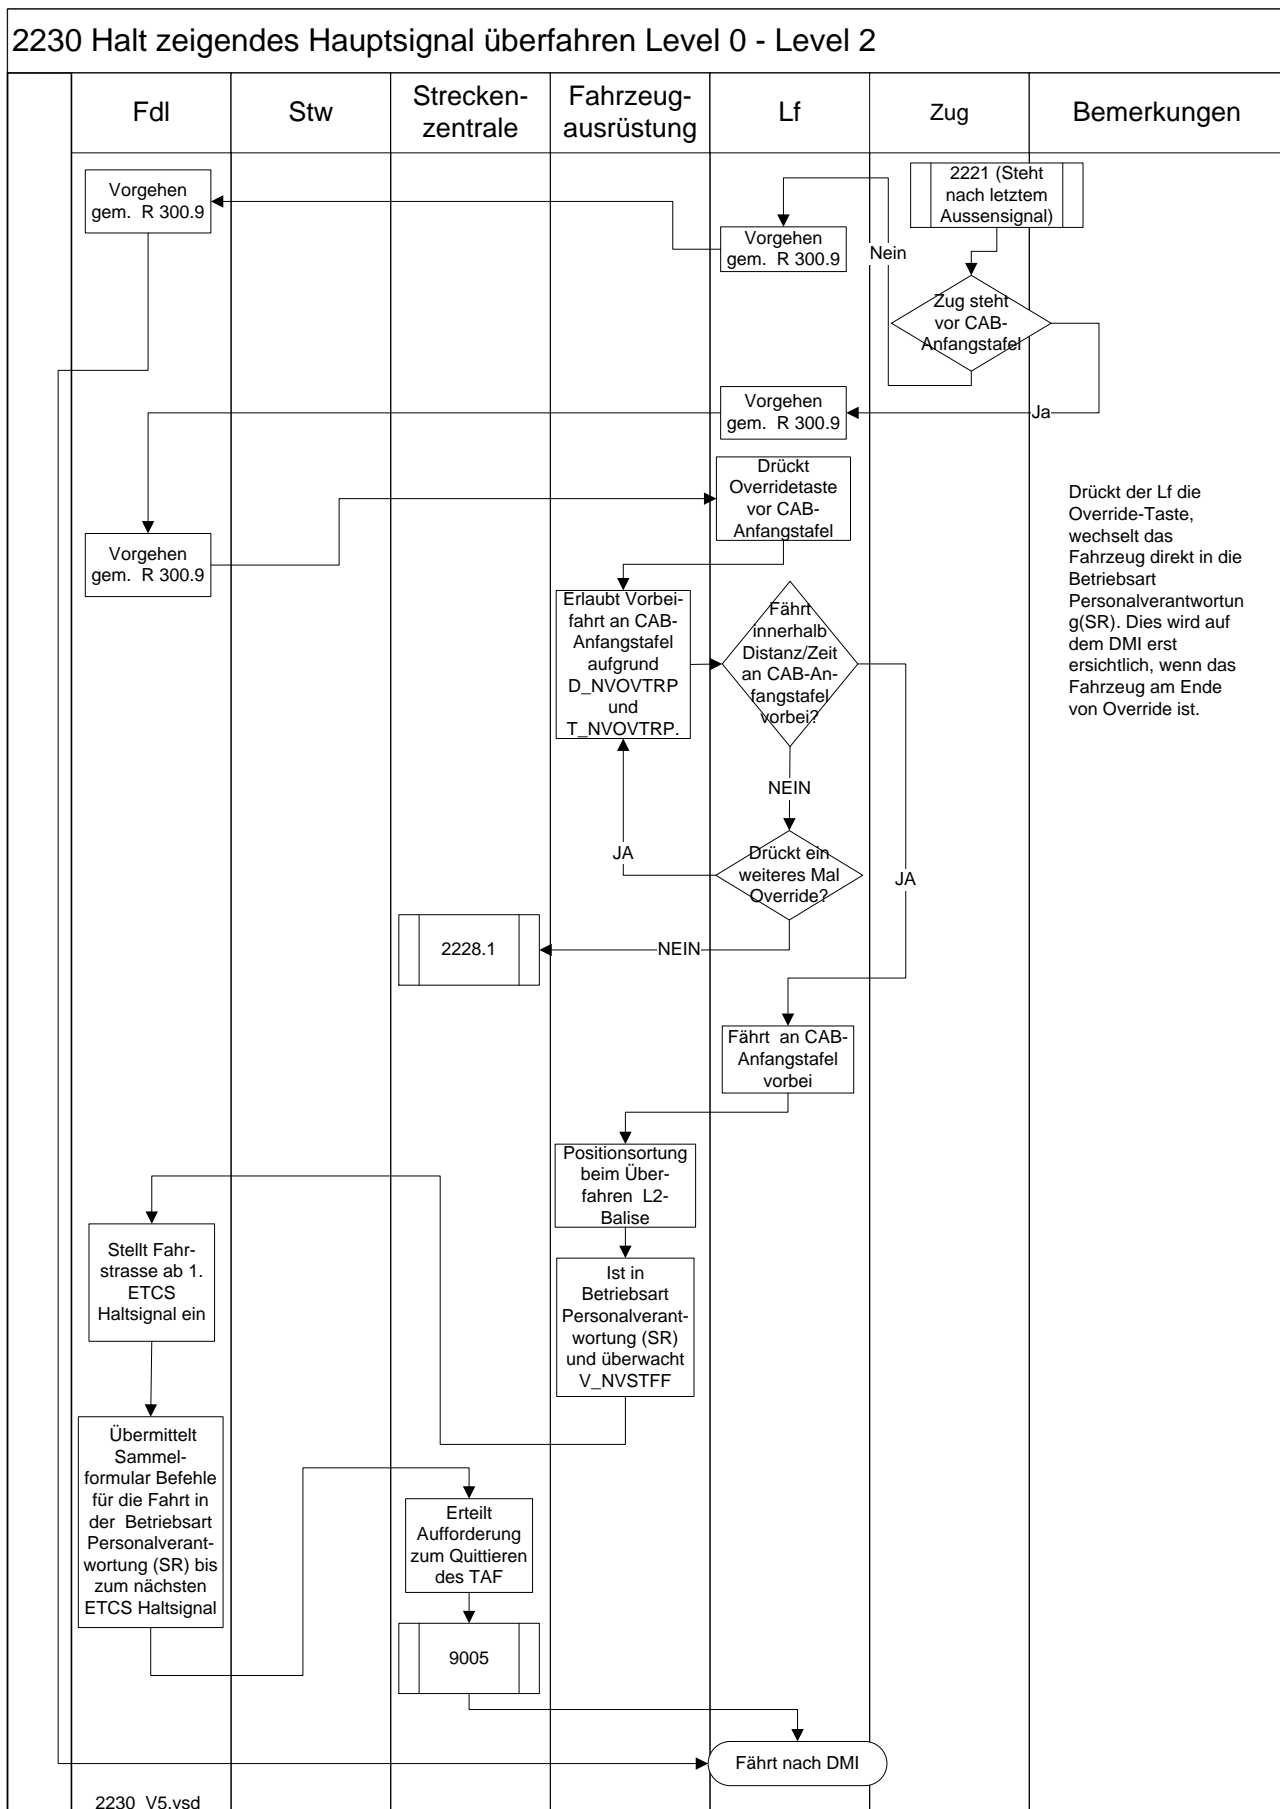 2230 Halt zeigendes Hauptsignal überfahren Level 0 - Level 2
Fdl
Stw
Strecken-
zentrale
Fahrzeug-
ausrüstung
Lf
Zug
Bemerkungen
2221 (Steht
nach letztem
Aussensignal)
Vorgehen
gem. R 300.9
Vorgehen
gem. R 300.9
Nein
Zug steht
vor CAB-
Anfangstafel
Ja
Vorgehen
gem. R 300.9
Vorgehen
gem. R 300.9
Drückt
Overridetaste
vor CAB-
Anfangstafel
Drückt der Lf die
Override-Taste,
wechselt das
Fahrzeug direkt in die
Betriebsart
Personalverantwortun
g(SR). Dies wird auf
dem DMI erst
ersichtlich, wenn das
Fahrzeug am Ende
von Override ist.
Erlaubt Vorbei-
fahrt an CAB-
Anfangstafel
aufgrund
D_NVOVTRP
und
T_NVOVTRP.
Fährt
innerhalb
Distanz/Zeit
an CAB-An-
fangstafel
vorbei?
NEIN
JA
Drückt ein
weiteres Mal
Override?
JA
NEIN
2228.1
Fährt an CAB-
Anfangstafel
vorbei
Positionsortung
beim Über-
fahren L2-
Balise
Ist in
Betriebsart
Personalverant-
wortung (SR)
und überwacht
V_NVSTFF
Stellt Fahr-
strasse ab 1.
ETCS
Haltsignal ein
Übermittelt
Sammel-
formular Befehle
für die Fahrt in
der Betriebsart
Personalverant-
wortung (SR) bis
zum nächsten
ETCS Haltsignal
Erteilt
Aufforderung
zum Quittieren
des TAF
9005
Fährt nach DMI
2230_V5.vsd